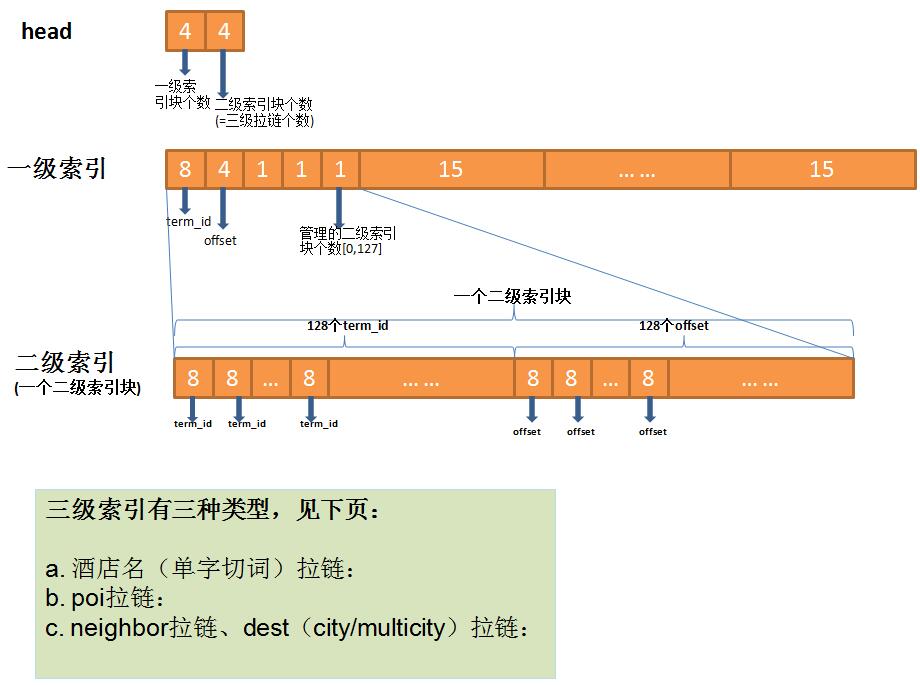 head
4 4
一级索
引块个数
二级索引块个数
(=三级拉链个数)
一级索引
8 4 1 1 1 15 …… 15
term_id
offset
管理的二级索引
块个数[0,127]
一个二级索引块
128个term_id 128个offset
二级索引
(一个二级索引块)
8 8 … 8 …… 8 8 … 8 ……
term_id term_id term_id
offset offset offset
三级索引有三种类型，见下页：
a. 酒店名（单字切词）拉链：
b. poi拉链：
c. neighbor拉链、dest（city/multicity）拉链：